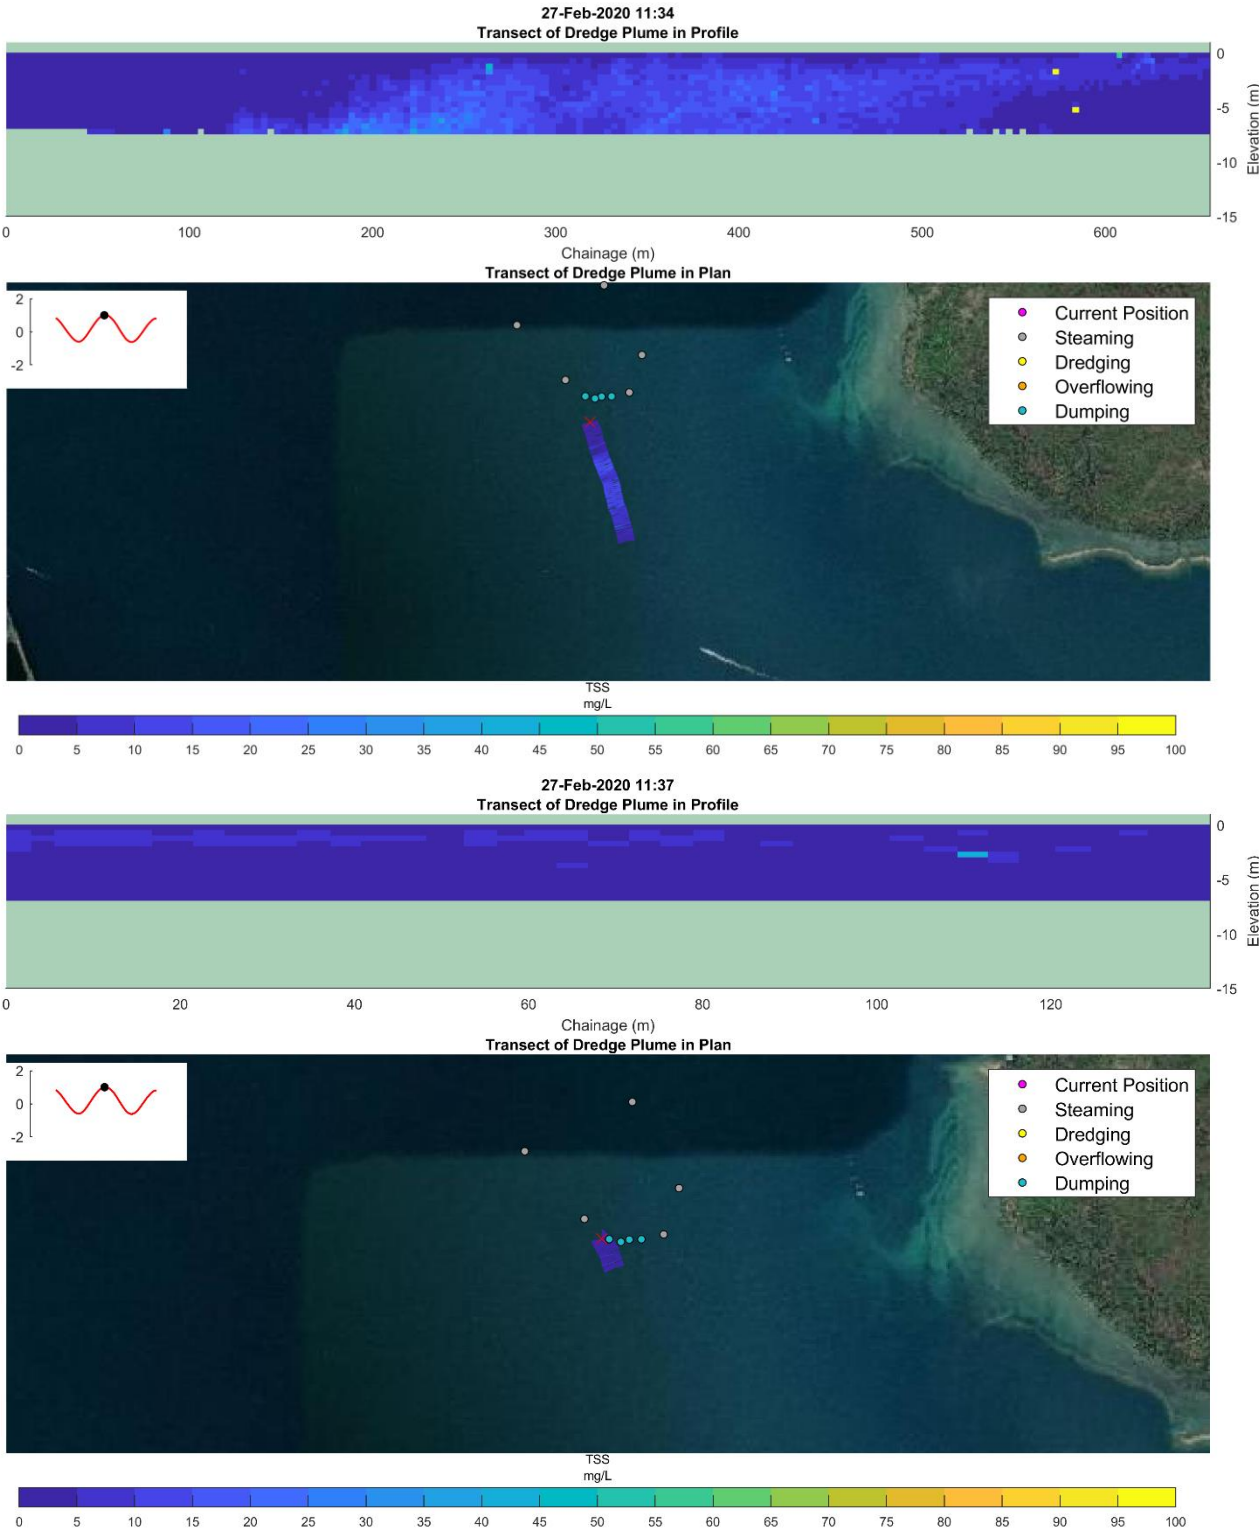 27-Feb-2020 11:34
Transect of Dredge Plume in Profile
0
-5
-10
-15
Elevation (m)
0 100 200 300 400 500 600
Chainage (m)
Transect of Dredge Plume in Plan
2
0
-2
Current Position
Steaming
Dredging
Overflowing
Dumping
TSS
mg/L
0 5 10 15 20 25 30 35 40 45 50 55 60 65 70 75 80 85 90 95 100
27-Feb-2020 11:37
Transect of Dredge Plume in Profile
0
-5
-10
-15
Elevation (m)
0 20 40 60 80 100 120
Chainage (m)
Transect of Dredge Plume in Plan
2
0
-2
Current Position
Steaming
Dredging
Overflowing
Dumping
TSS
mg/L
0 5 10 15 20 25 30 35 40 45 50 55 60 65 70 75 80 85 90 95 100